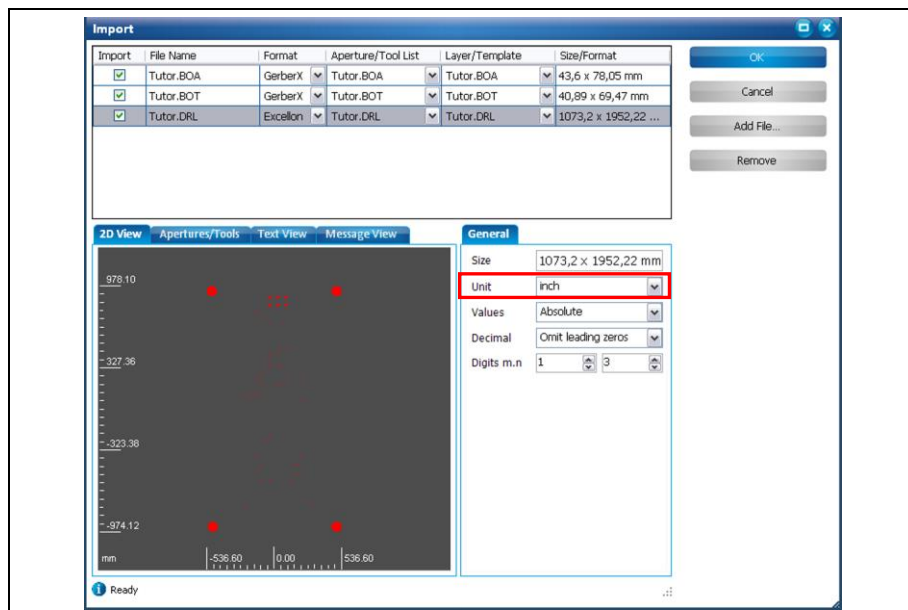 Import
Import File Name Format Aperture/Tool List Layer/Template Size/Format
Tutor.BOA GerberX Tutor.BOA Tutor.BOA 43,6 x 78,05 mm
Tutor.BOT GerberX Tutor.BOT Tutor.BOT 40,89 x 69,47 mm
Tutor.DRL Excellon Tutor.DRL Tutor.DRL 1073,2 x 1952,22 ...
OK
Cancel
Add File...
Remove
2D View Apertures/Tools Text View Message View
978.10
327.36
-323.38
-974.12
mm -536.60 0.00 536.60
General
Size 1073,2 x 1952,22 mm
Unit inch
Values Absolute
Decimal Omit leading zeros
Digits m.n 1 3
Ready